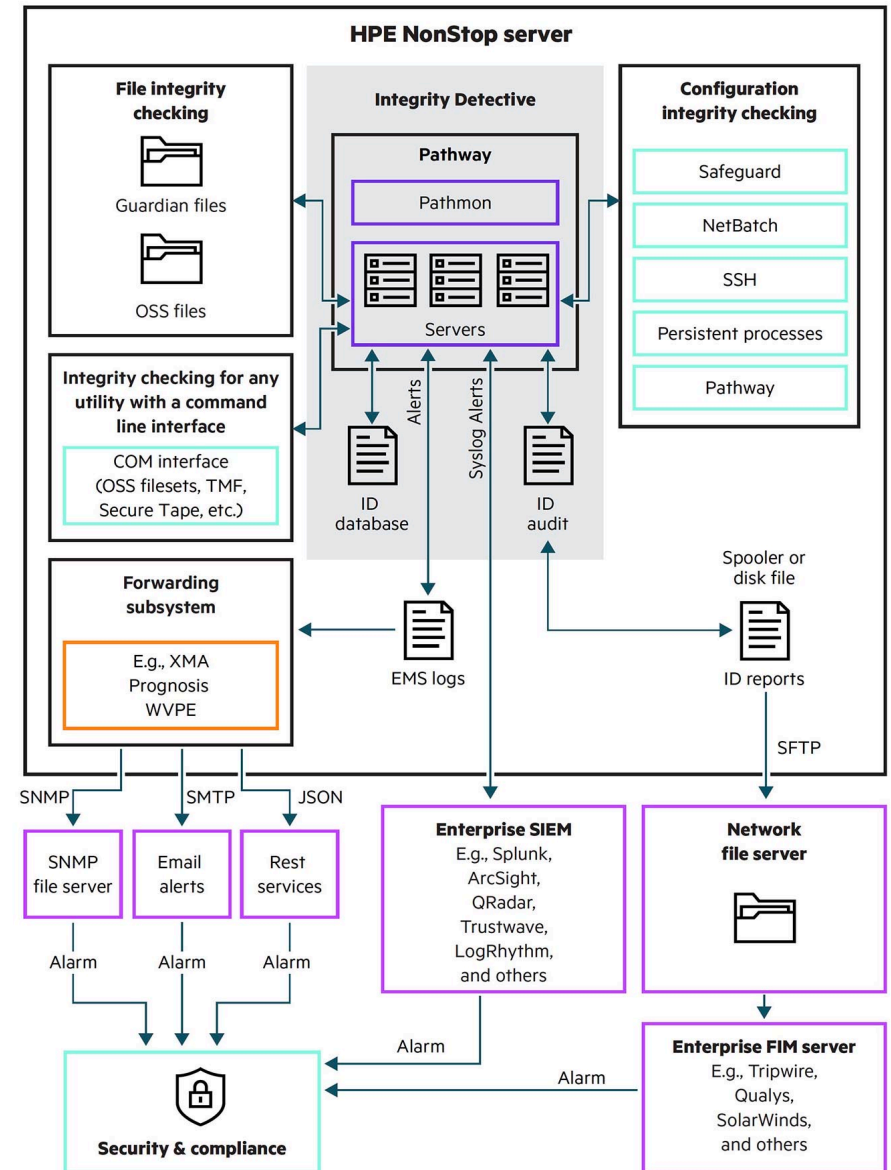 HPE NonStop server
File integrity
checking
Guardian files
OSS files
Integrity checking for any
utility with a command
line interface
COM interface
(OSS filesets, TMF,
Secure Tape, etc.)
Integrity Detective
Pathway
Pathmon
Servers
Alerts
Syslog Alerts
ID
database
ID
audit
Configuration
integrity checking
Safeguard
NetBatch
SSH
Persistent processes
Pathway
Forwarding
subsystem
E.g., XMA
Prognosis
WVPE
EMS logs
Spooler or
disk file
ID reports
SFTP
SNMP
SMTP
JSON
SNMP
file server
Email
alerts
Rest
services
Enterprise SIEM
E.g., Splunk,
ArcSight,
QRadar,
Trustwave,
LogRhythm,
and others
Network
file server
Alarm
Alarm
Alarm
Alarm
Alarm
Enterprise FIM server
E.g., Tripwire,
Qualys,
SolarWinds,
and others
Security & compliance